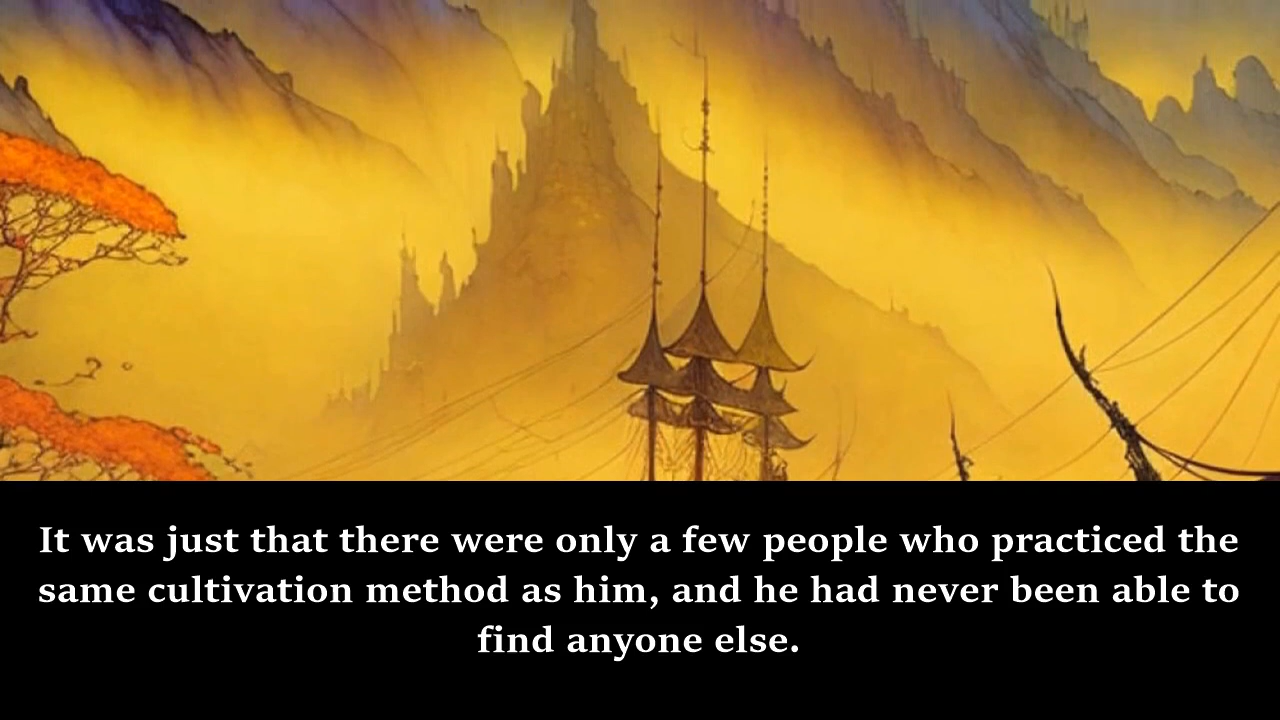 It was just that there were only a few people who practiced the
same cultivation method as him, and he had never been able to
find anyone else.